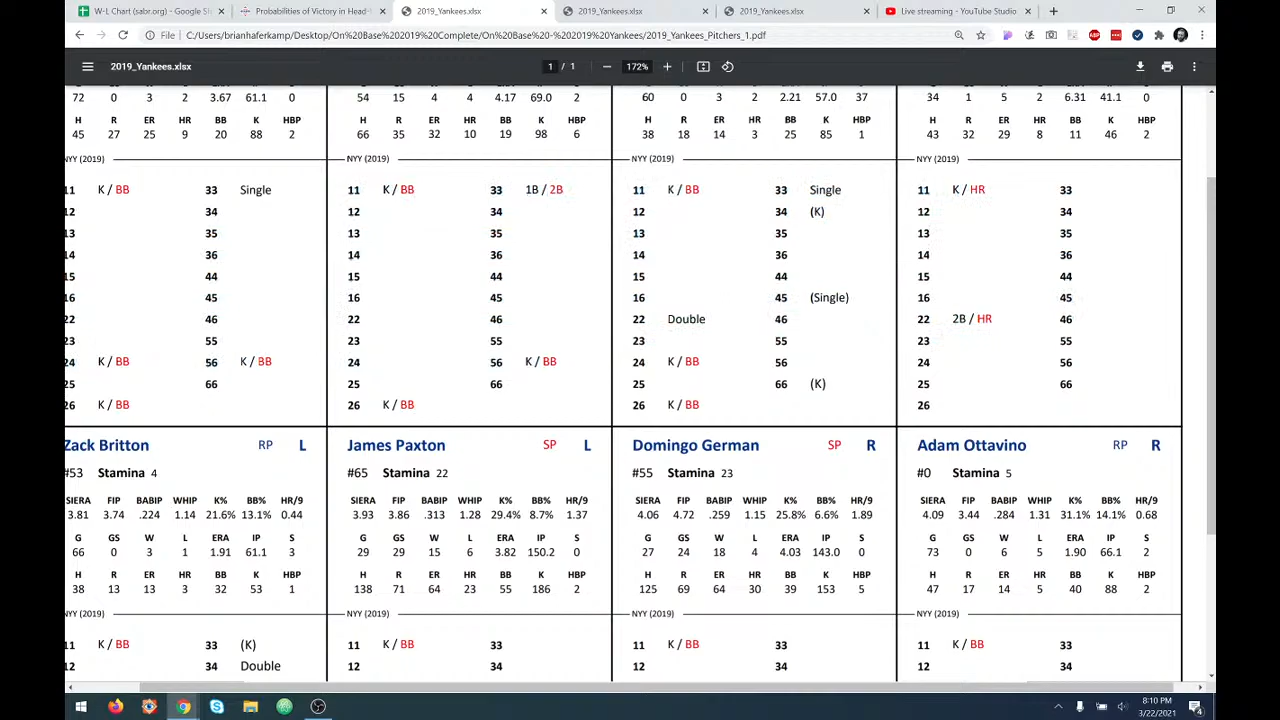 W-L Chart (sabr.org) - Google Sh
Probabilities of Victory in Head-
2019_Yankees.xlsx
2019_Yankees.xlsx
2019_Yankees.xlsx
Live streaming - YouTube Studio
File C:/Users/brianhaferkamp/Desktop/On%20Base%202019%20Complete/On%20Base%20-%202019%20Yankees/2019_Yankees_Pitchers_1.pdf
2019_Yankees.xlsx 1 / 1 172%
72 0 3 2 3.67 61.1 0 54 15 4 4 4.17 69.0 2 60 0 3 2 2.21 57.0 37 34 1 5 2 6.31 41.1 0
H R ER HR BB K HBP H R ER HR BB K HBP H R ER HR BB K HBP H R ER HR BB K HBP
45 27 25 9 20 88 2 66 35 32 10 19 98 6 38 18 14 3 25 85 1 43 32 29 8 11 46 2
NYY (2019) NYY (2019) NYY (2019) NYY (2019)
11 K / BB 33 Single 11 K / BB 33 1B / 2B 11 K / BB 33 Single 11 K / HR 33
12 34 12 34 12 34 (K) 12 34
13 35 13 35 13 35 13 35
14 36 14 36 14 36 14 36
15 44 15 44 15 44 15 44
16 45 16 45 16 45 (Single) 16 45
22 46 22 46 22 Double 46 22 2B / HR 46
23 55 23 55 23 55 23 55
24 K / BB 56 K / BB 24 56 K / BB 24 K / BB 56 24 56
25 66 25 66 25 66 (K) 25 66
26 K / BB 26 K / BB 26 K / BB 26
Zack Britton RP L James Paxton SP L Domingo German SP R Adam Ottavino RP R
#53 Stamina 4 #65 Stamina 22 #55 Stamina 23 #0 Stamina 5
SIERA FIP BABIP WHIP K% BB% HR/9 SIERA FIP BABIP WHIP K% BB% HR/9 SIERA FIP BABIP WHIP K% BB% HR/9 SIERA FIP BABIP WHIP K% BB% HR/9
3.81 3.74 .224 1.14 21.6% 13.1% 0.44 3.93 3.86 .313 1.28 29.4% 8.7% 1.37 4.06 4.72 .259 1.15 25.8% 6.6% 1.89 4.09 3.44 .284 1.31 31.1% 14.1% 0.68
G GS W L ERA IP S G GS W L ERA IP S G GS W L ERA IP S G GS W L ERA IP S
66 0 3 1 1.91 61.1 3 29 29 15 6 3.82 150.2 0 27 24 18 4 4.03 143.0 0 73 0 6 5 1.90 66.1 2
H R ER HR BB K HBP H R ER HR BB K HBP H R ER HR BB K HBP H R ER HR BB K HBP
38 13 13 3 32 53 1 138 71 64 23 55 186 2 125 69 64 30 39 153 5 47 17 14 5 40 88 2
NYY (2019) NYY (2019) NYY (2019) NYY (2019)
11 K / BB 33 (K) 11 K / BB 33 11 K / BB 33 11 K / BB 33
12 34 Double 12 34 12 34 12 34
8:10 PM
3/22/2021
4